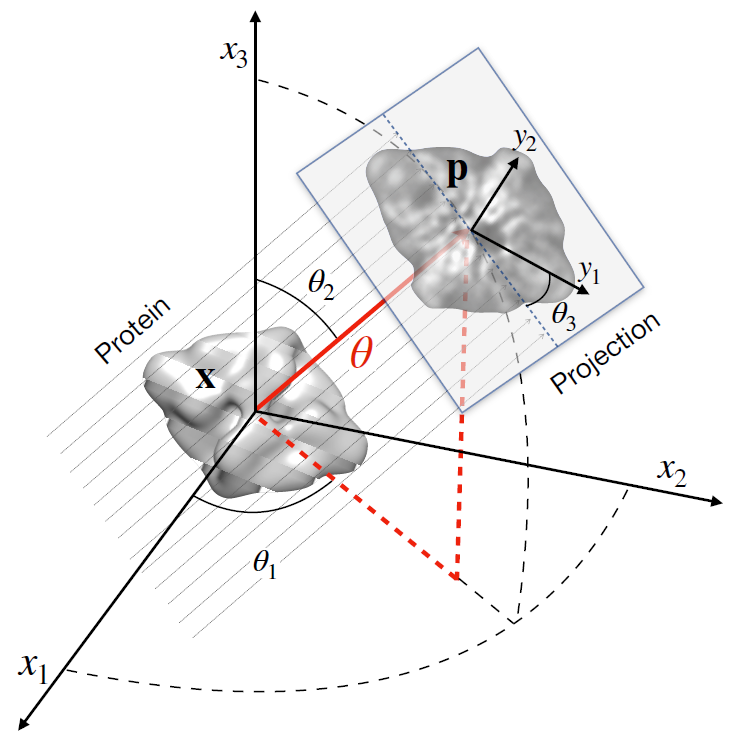 x3
y2
p
y1
θ2
θ3
Protein
θ
Projection
x
x2
θ1
x1